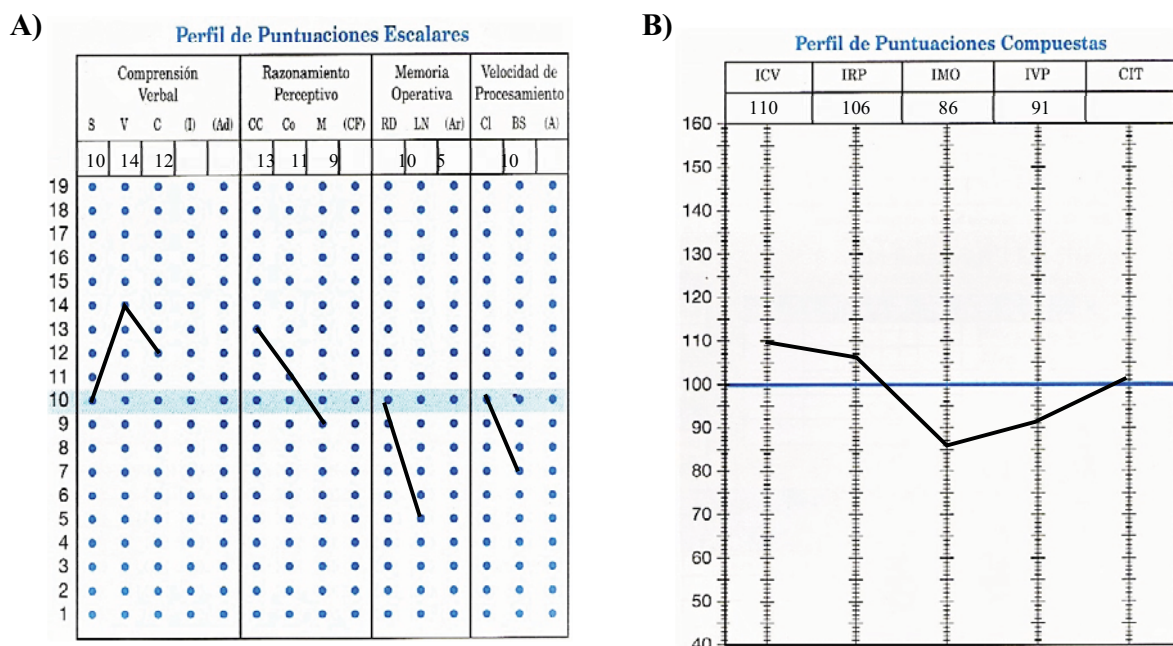 A)
Perfil de Puntuaciones Escalares
Comprensión Verbal
Razonamiento Perceptivo
Memoria Operativa
Velocidad de Procesamiento
S V C (I) (Ad) CC Co M (CF) RD LN (Ar) Cl BS (A)
10 14 12 13 11 9 10 5 10
19
18
17
16
15
14
13
12
11
10
9
8
7
6
5
4
3
2
1
B)
Perfil de Puntuaciones Compuestas
ICV IRP IMO IVP CIT
110 106 86 91
160
150
140
130
120
110
100
90
80
70
60
50
40